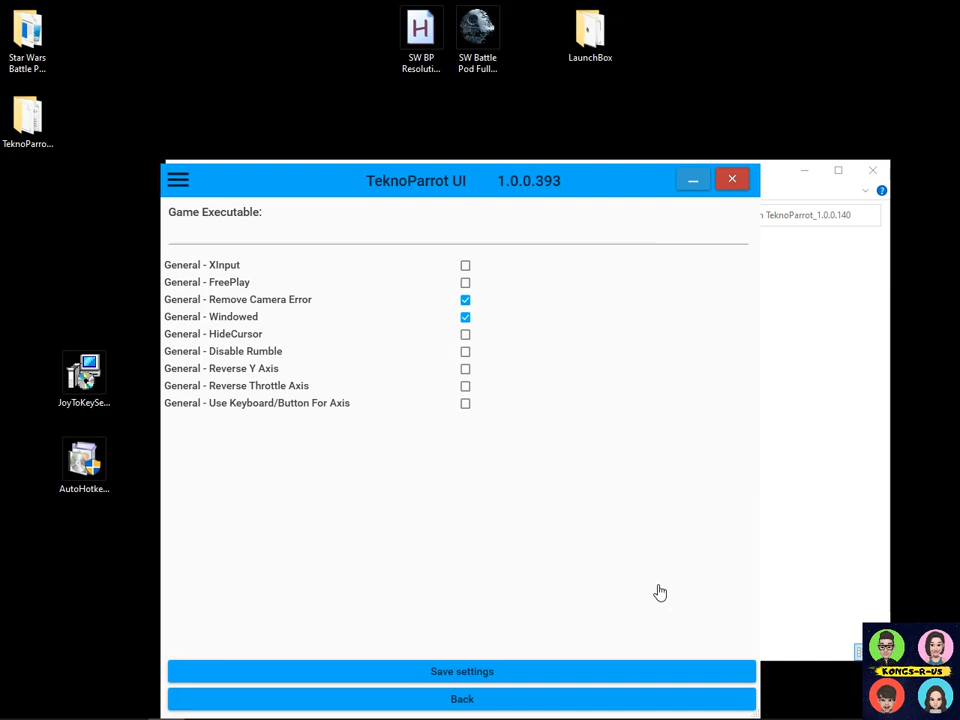 Star Wars
Battle P...
SW BP
Resoluti...
SW Battle
Pod Full...
LaunchBox
TeknoParro...
TeknoParrot UI 1.0.0.393
Game Executable:
TeknoParrot_1.0.0.140
General - XInput
General - FreePlay
General - Remove Camera Error
General - Windowed
General - HideCursor
General - Disable Rumble
General - Reverse Y Axis
General - Reverse Throttle Axis
General - Use Keyboard/Button For Axis
JoyToKeySe...
AutoHotke...
Save settings
Back
KONGS-R-US